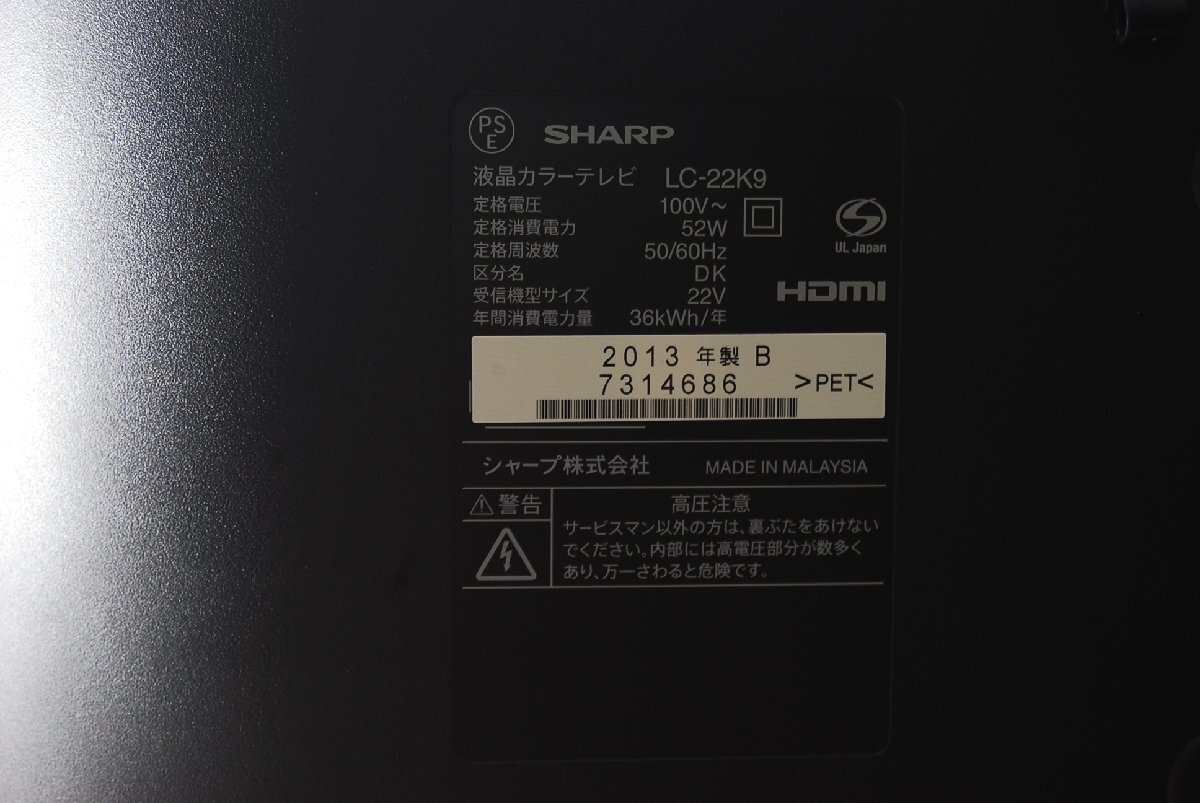 PS
E
SHARP
液晶カラーテレビ LC-22K9
定格電圧 100V~
定格消費電力 52W
定格周波数 50/60Hz
区分名 DK
受信機型サイズ 22V
年間消費電力量 36kWh/年
UL Japan
HDMI
2013 年製 B
7314686 >PET<
シャープ株式会社 MADE IN MALAYSIA
警告
高圧注意
サービスマン以外の方は、裏ぶたをあけない
でください。内部には高電圧部分が数多く
あり、万一さわると危険です。